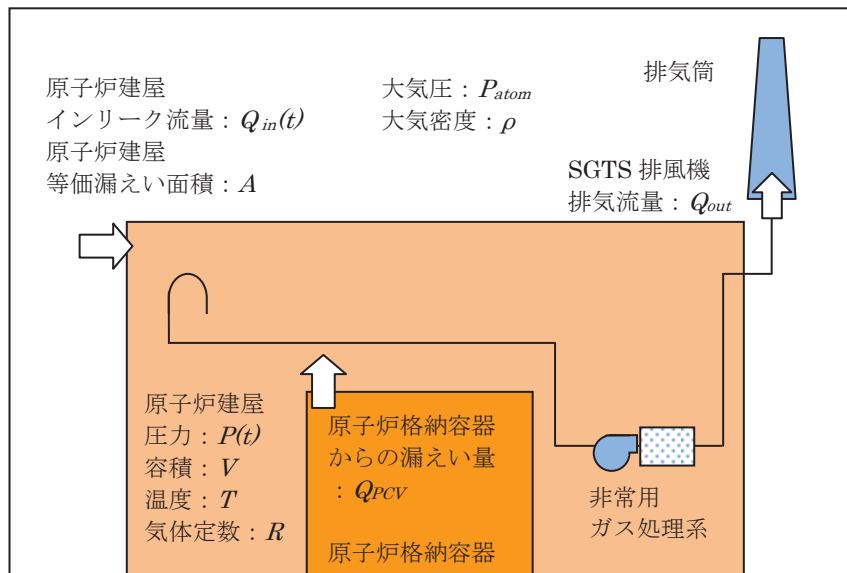 原子炉建屋
インリーク流量：Qin(t)
原子炉建屋
等価漏えい面積：A
大気圧：Patom
大気密度：ρ
排気筒
SGTS 排風機
排気流量：Qout
原子炉建屋
圧力：P(t)
容積：V
温度：T
気体定数：R
原子炉格納容器
からの漏えい量
：QPCV
原子炉格納容器
非常用
ガス処理系